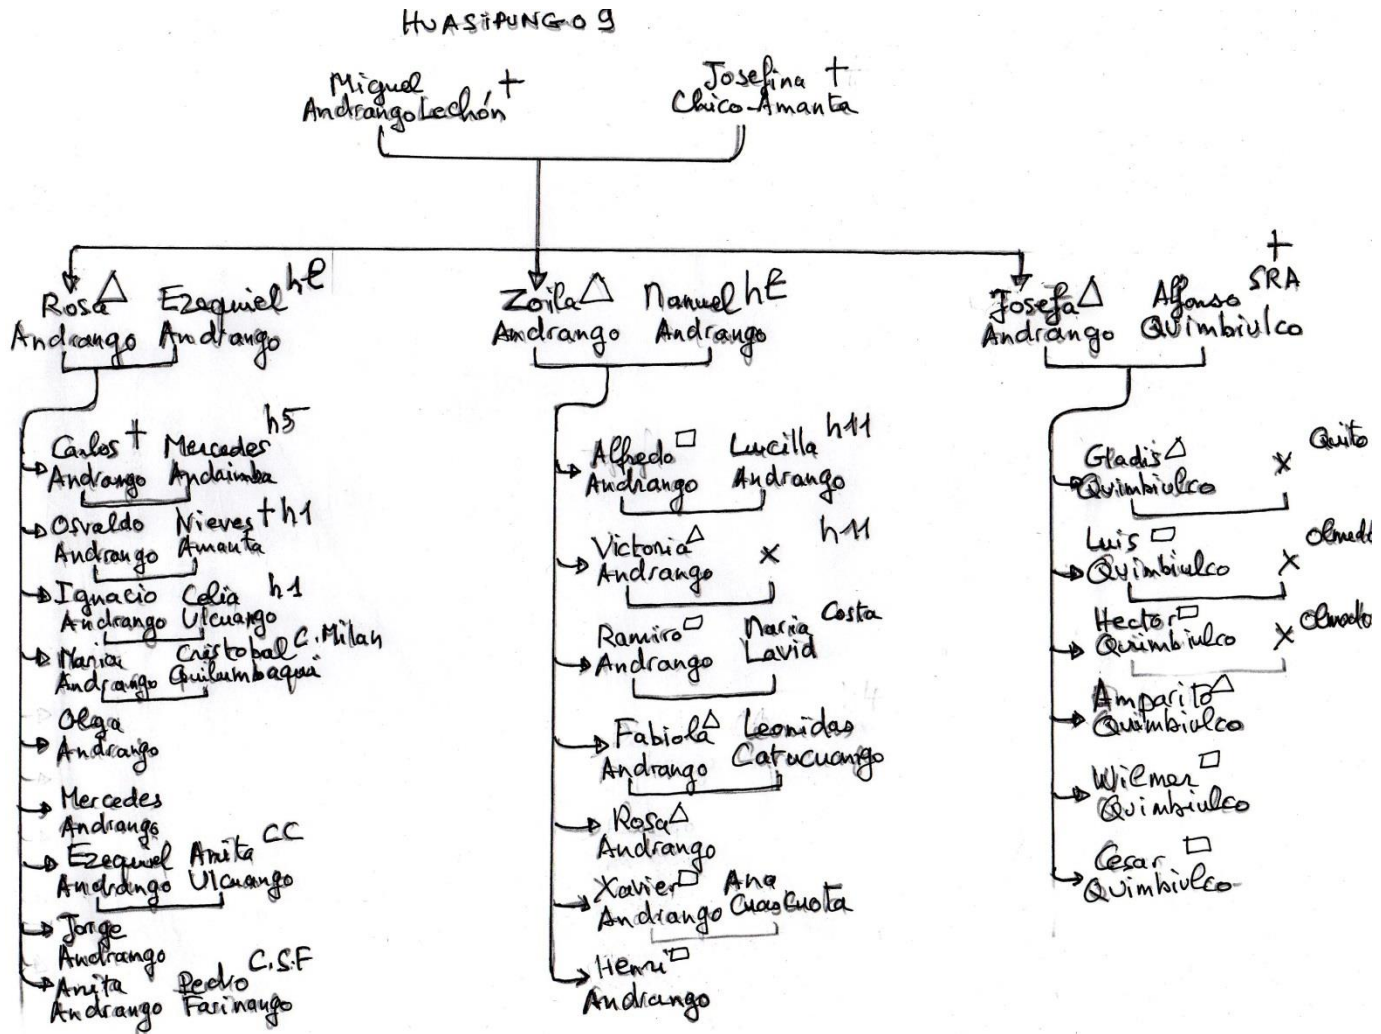 HUASIPUNGO 9
Miguel +
Andrango Lechón
Josefina +
Chico-Amanta
Rosa △ Ezequiel hE
Andrango Andrango
Zoila △ Manuel hE
Andrango Andrango
Josefa △ Alfonso + SRA
Andrango Quimbiulco
Carlos + Mercedes h5
Andrango Andaimba
Osvaldo Nieves + h1
Andrango Amanta
Ignacio Celia h1
Andrango Ulcuango
Maria Cristobal C. Milan
Andrango Quilumbaqui
Olga
Andrango
Mercedes
Andrango
Ezequiel Anita CC
Andrango Ulcuango
Jorge
Andrango
Anita Pedro C.S.F
Andrango Farinango
Alfredo □ Lucilla h11
Andrango Andrango
Victoria △ x h11
Andrango
Ramiro □ Maria Costa
Andrango Lavid
Fabiola △ Leonidas
Andrango Catucuango
Rosa △
Andrango
Xavier □ Ana
Andrango
Henri □
Andrango
Gladis △ x Quito
Quimbiulco
Luis □ x Olmedo
Quimbiulco
Hector □ x Olmedo
Quimbiulco
Amparito △
Quimbiulco
Wilmer □
Quimbiulco
Cesar □
Quimbiulco